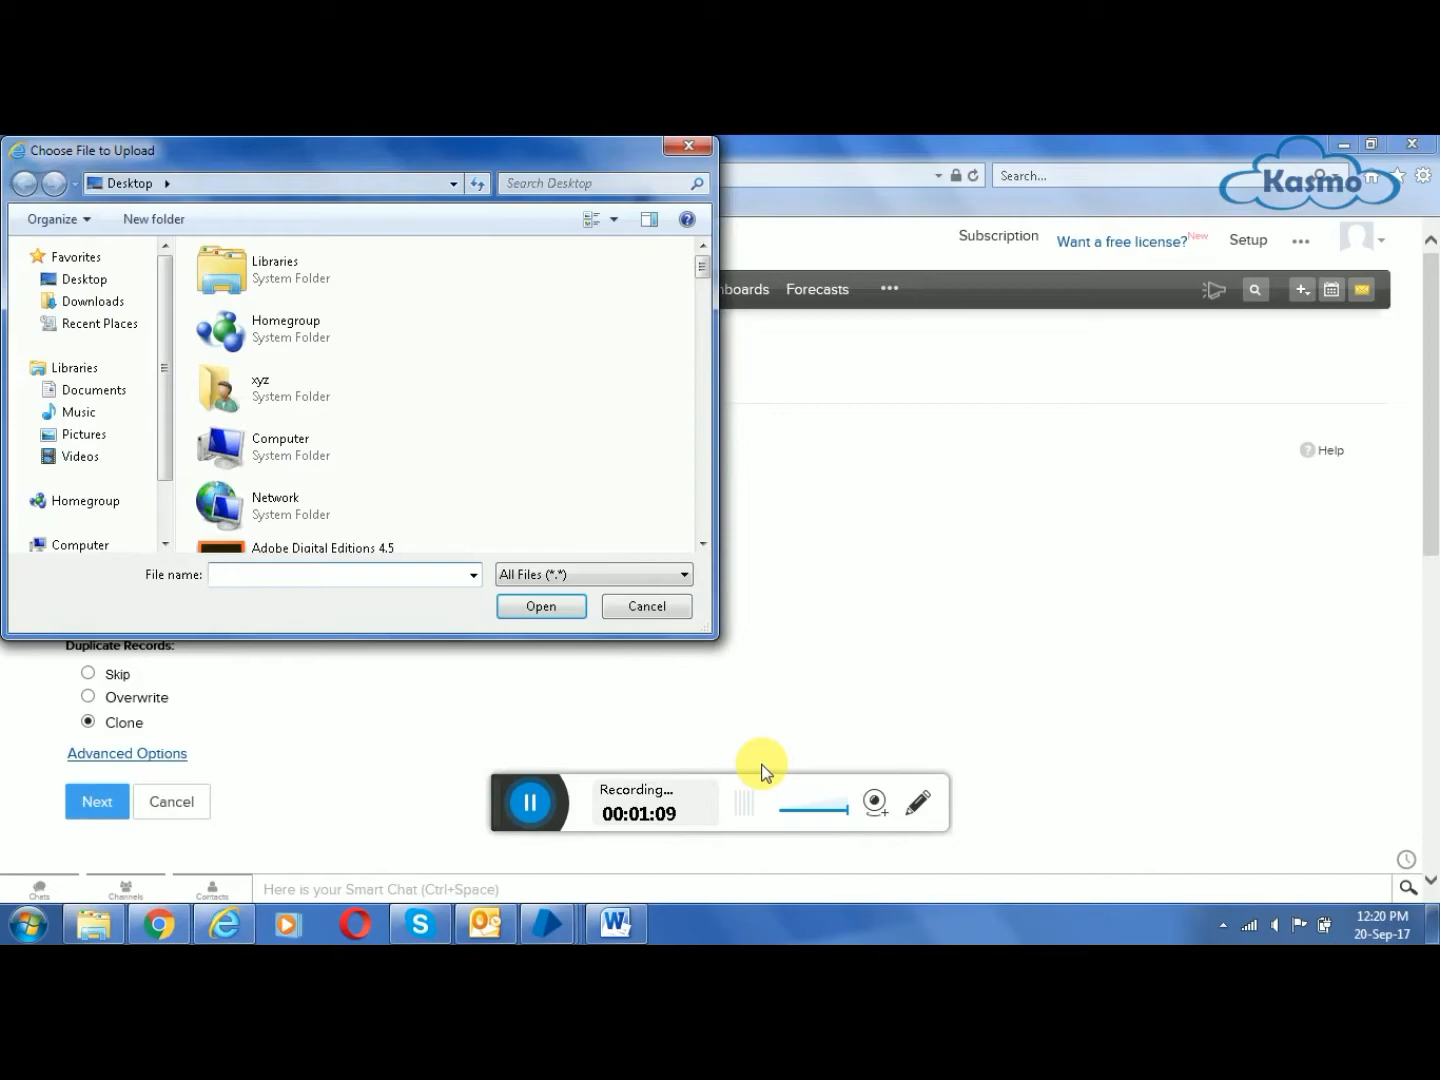 Choose File to Upload
Desktop
Search Desktop
Search...
Kasmo
Organize
New folder
Subscription
Want a free license?
New
Setup
Favorites
Desktop
Downloads
Recent Places
Libraries
Documents
Music
Pictures
Videos
Homegroup
Computer
Libraries
System Folder
Homegroup
System Folder
xyz
System Folder
Computer
System Folder
Network
System Folder
Adobe Digital Editions 4.5
boards
Forecasts
Help
File name:
All Files (*.*)
Open
Cancel
Duplicate Records:
Skip
Overwrite
Clone
Advanced Options
Next
Cancel
Recording...
00:01:09
Chats
Channels
Contacts
Here is your Smart Chat (Ctrl+Space)
12:20 PM
20-Sep-17